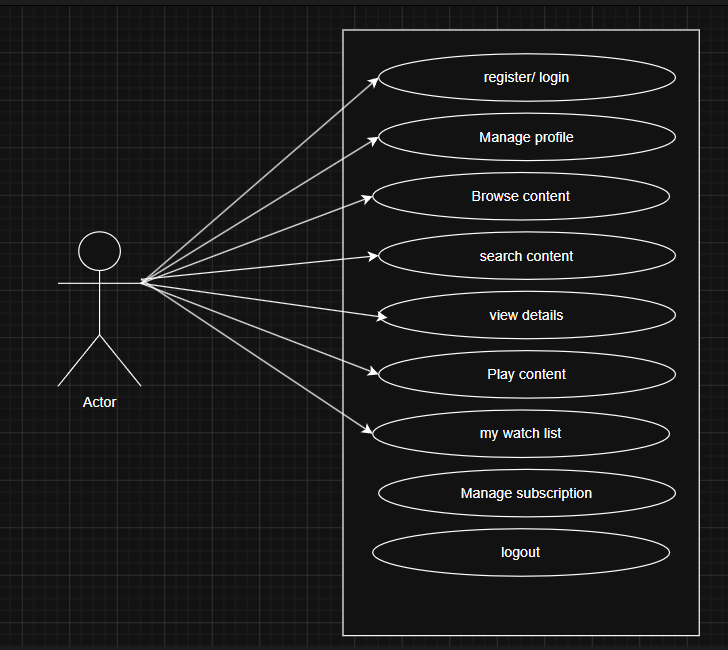 register/ login
Manage profile
Browse content
search content
view details
Play content
my watch list
Manage subscription
logout
Actor